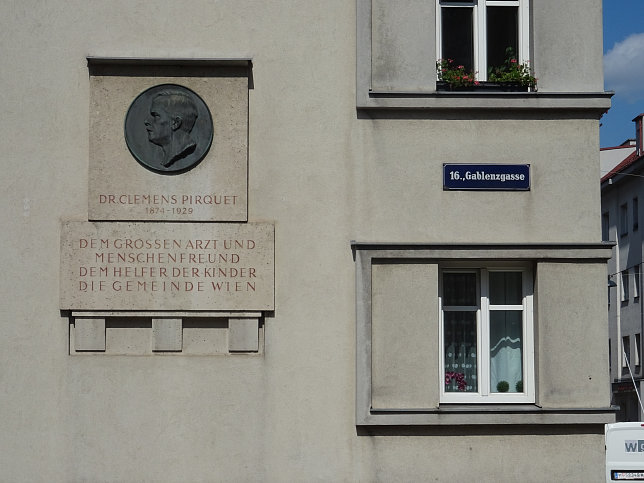 DR. CLEMENS PIRQUET
1874-1929
DEM GROSSEN ARZT UND
MENSCHENFREUND
DEM HELFER DER KINDER
DIE GEMEINDE WIEN
16., Gablenzgasse